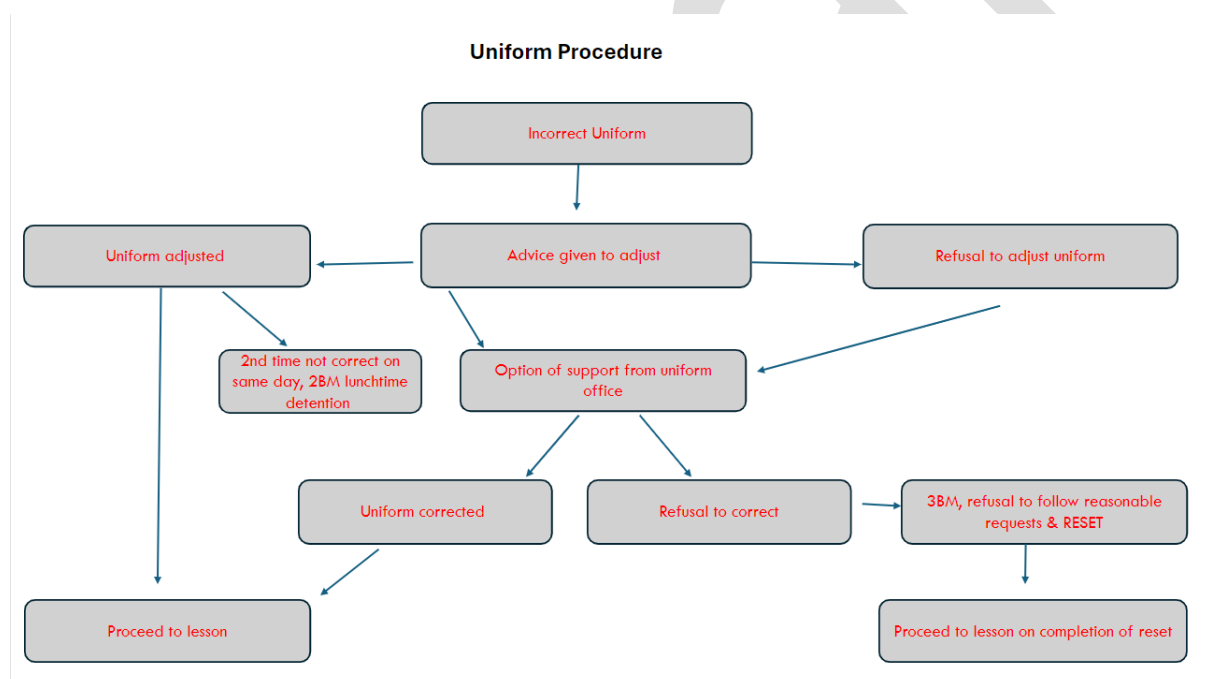 Uniform Procedure
Incorrect Uniform
Uniform adjusted
Advice given to adjust
Refusal to adjust uniform
2nd time not correct on
same day, 2BM lunchtime
detention
Option of support from uniform
office
Uniform corrected
Refusal to correct
3BM, refusal to follow reasonable
requests & RESET
Proceed to lesson
Proceed to lesson on completion of reset